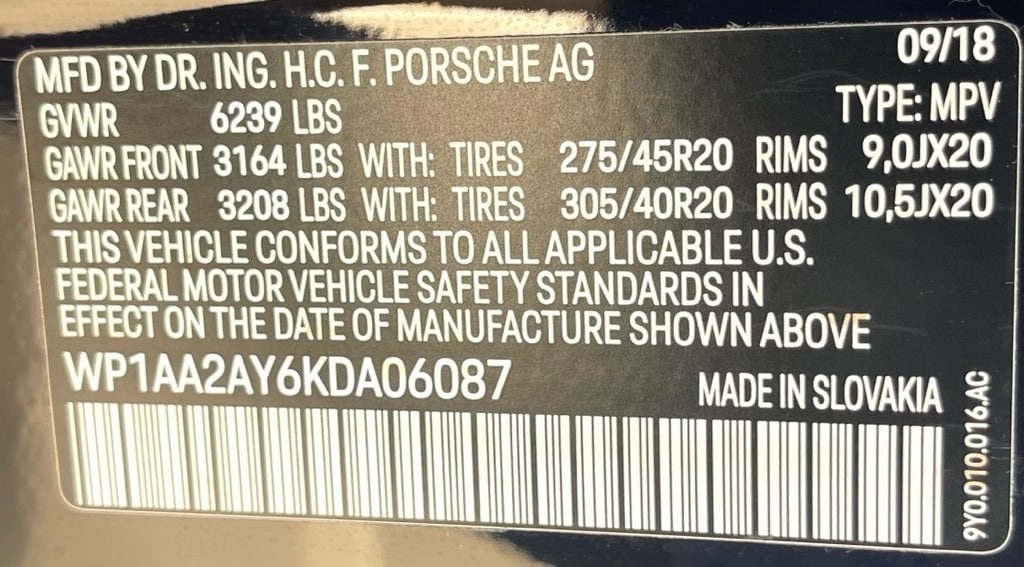 MFD BY DR. ING. H.C. F. PORSCHE AG 09/18
GVWR 6239 LBS TYPE: MPV
GAWR FRONT 3164 LBS WITH: TIRES 275/45R20 RIMS 9,0JX20
GAWR REAR 3208 LBS WITH: TIRES 305/40R20 RIMS 10,5JX20
THIS VEHICLE CONFORMS TO ALL APPLICABLE U.S.
FEDERAL MOTOR VEHICLE SAFETY STANDARDS IN
EFFECT ON THE DATE OF MANUFACTURE SHOWN ABOVE
WP1AA2AY6KDA06087 MADE IN SLOVAKIA
9Y0.010.016.AC